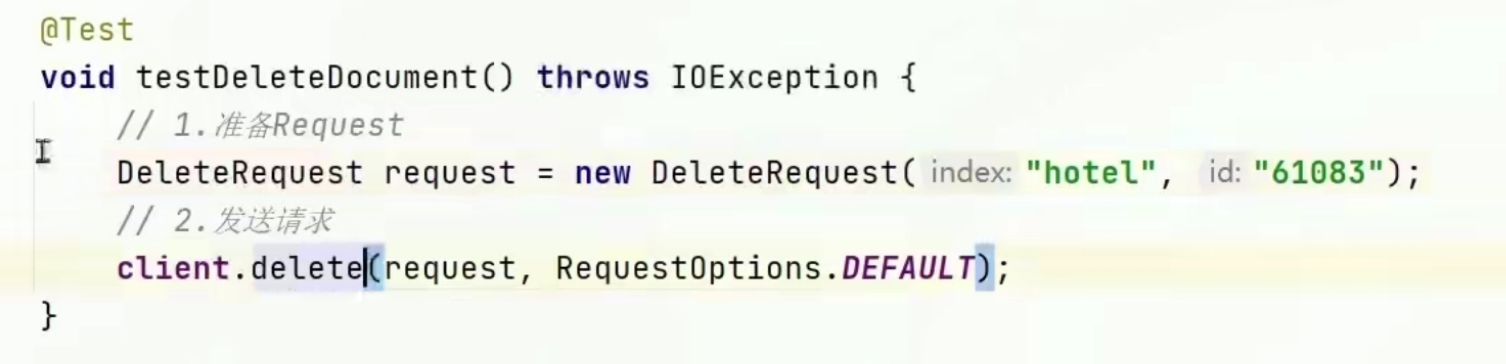 @Test
void testDeleteDocument() throws IOException {
// 1.准备Request
DeleteRequest request = new DeleteRequest( index: "hotel", id: "61083");
// 2.发送请求
client.delete(request, RequestOptions.DEFAULT);
}